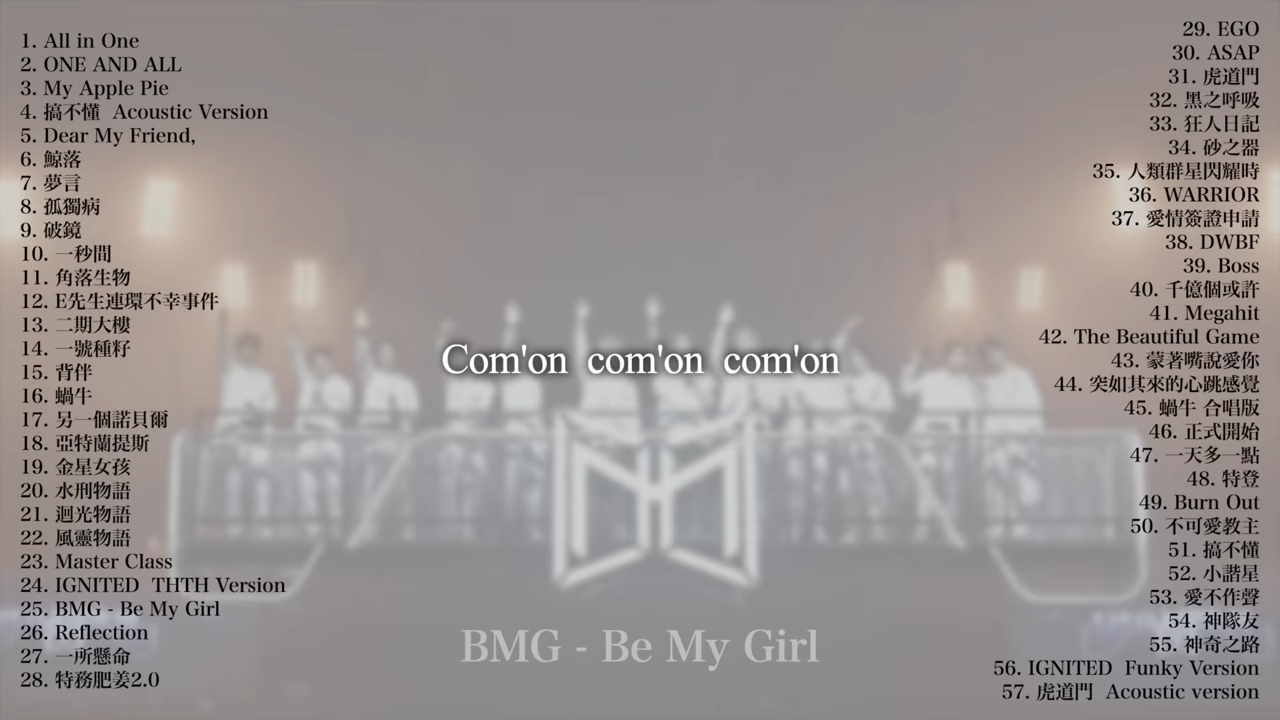 1. All in One
2. ONE AND ALL
3. My Apple Pie
4. 搞不懂  Acoustic Version
5. Dear My Friend,
6. 鯨落
7. 夢言
8. 孤獨病
9. 破鏡
10. 一秒間
11. 角落生物
12. E先生連環不幸事件
13. 二期大樓
14. 一號種籽
15. 背伴
16. 蝸牛
17. 另一個諾貝爾
18. 亞特蘭提斯
19. 金星女孩
20. 水刑物語
21. 迴光物語
22. 風靈物語
23. Master Class
24. IGNITED  THTH Version
25. BMG - Be My Girl
26. Reflection
27. 一所懸命
28. 特務肥姜2.0
Com'on  com'on  com'on
BMG - Be My Girl
29. EGO
30. ASAP
31. 虎道門
32. 黑之呼吸
33. 狂人日記
34. 砂之器
35. 人類群星閃耀時
36. WARRIOR
37. 愛情簽證申請
38. DWBF
39. Boss
40. 千億個或許
41. Megahit
42. The Beautiful Game
43. 蒙著嘴說愛你
44. 突如其來的心跳感覺
45. 蝸牛 合唱版
46. 正式開始
47. 一天多一點
48. 特登
49. Burn Out
50. 不可愛教主
51. 搞不懂
52. 小諧星
53. 愛不作聲
54. 神隊友
55. 神奇之路
56. IGNITED  Funky Version
57. 虎道門  Acoustic version